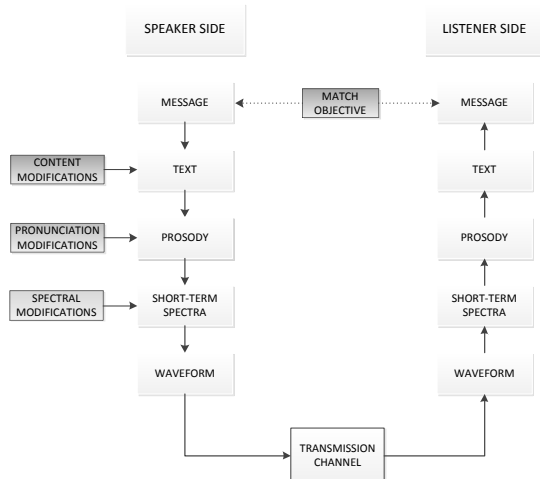 SPEAKER SIDE
LISTENER SIDE
MESSAGE
MATCH
OBJECTIVE
MESSAGE
CONTENT
MODIFICATIONS
TEXT
TEXT
PRONUNCIATION
MODIFICATIONS
PROSODY
PROSODY
SPECTRAL
MODIFICATIONS
SHORT-TERM
SPECTRA
SHORT-TERM
SPECTRA
WAVEFORM
WAVEFORM
TRANSMISSION
CHANNEL